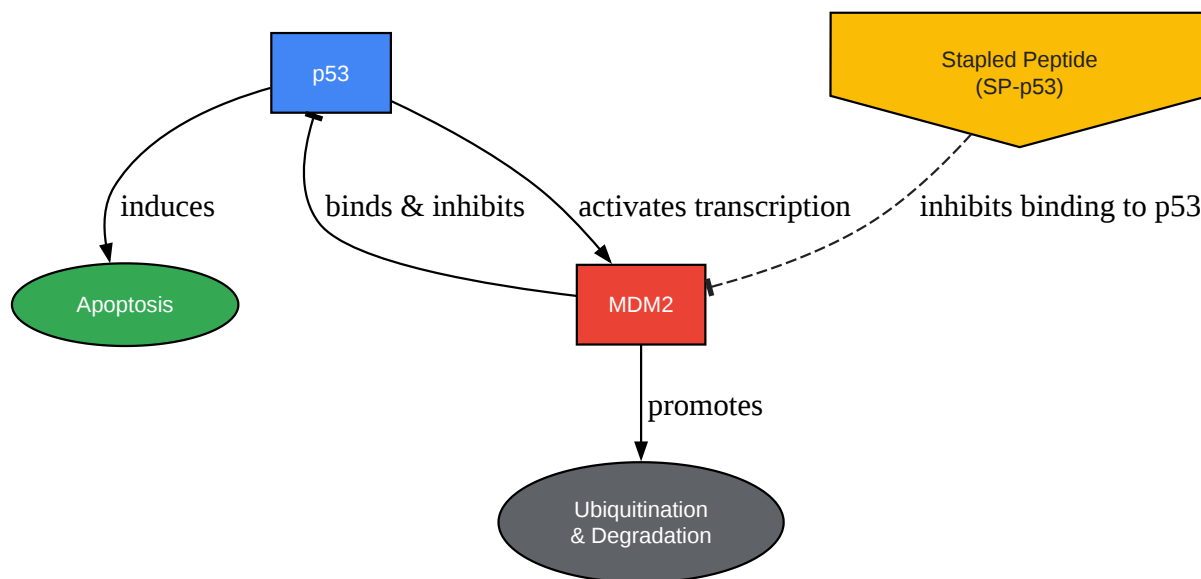 p53
Stapled Peptide
(SP-p53)
induces
binds & inhibits
activates transcription
inhibits binding to p53
Apoptosis
MDM2
promotes
Ubiquitination
& Degradation